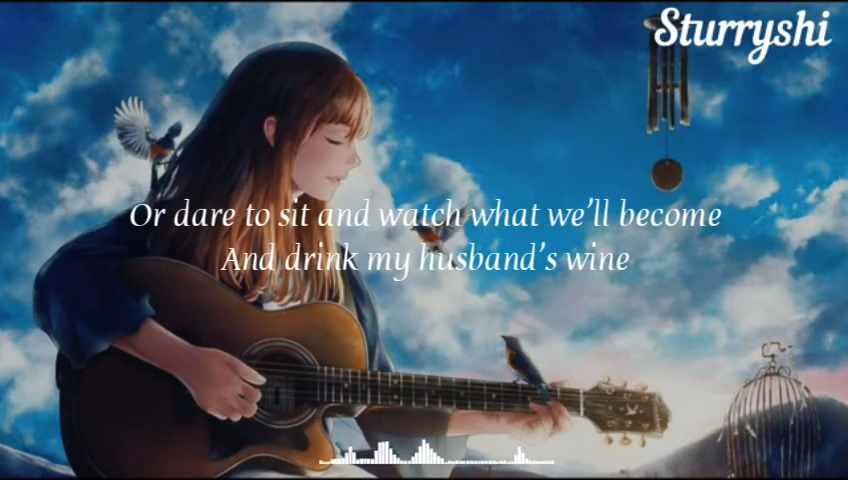 Sturryshi
Or dare to sit and watch what we’ll become
And drink my husband’s wine